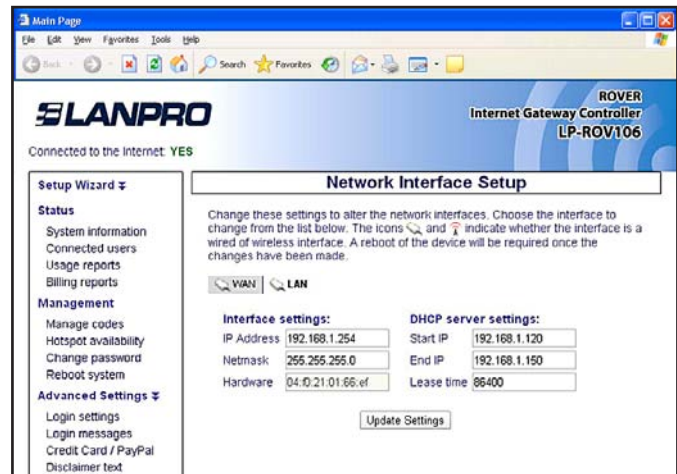 Main Page
File Edit View Favorites Tools Help
Back Search Favorites
LANPRO
ROVER
Internet Gateway Controller
LP-ROV106
Connected to the Internet: YES
Setup Wizard
Status
System information
Connected users
Usage reports
Billing reports
Management
Manage codes
Hotspot availability
Change password
Reboot system
Advanced Settings
Login settings
Login messages
Credit Card / PayPal
Disclaimer text
Network Interface Setup
Change these settings to alter the network interfaces. Choose the interface to
change from the list below. The icons and indicate whether the interface is a
wired of wireless interface. A reboot of the device will be required once the
changes have been made.
WAN LAN
Interface settings:
IP Address 192.168.1.254
Netmask 255.255.255.0
Hardware 04:f0:21:01:66:ef
DHCP server settings:
Start IP 192.168.1.120
End IP 192.168.1.150
Lease time 86400
Update Settings